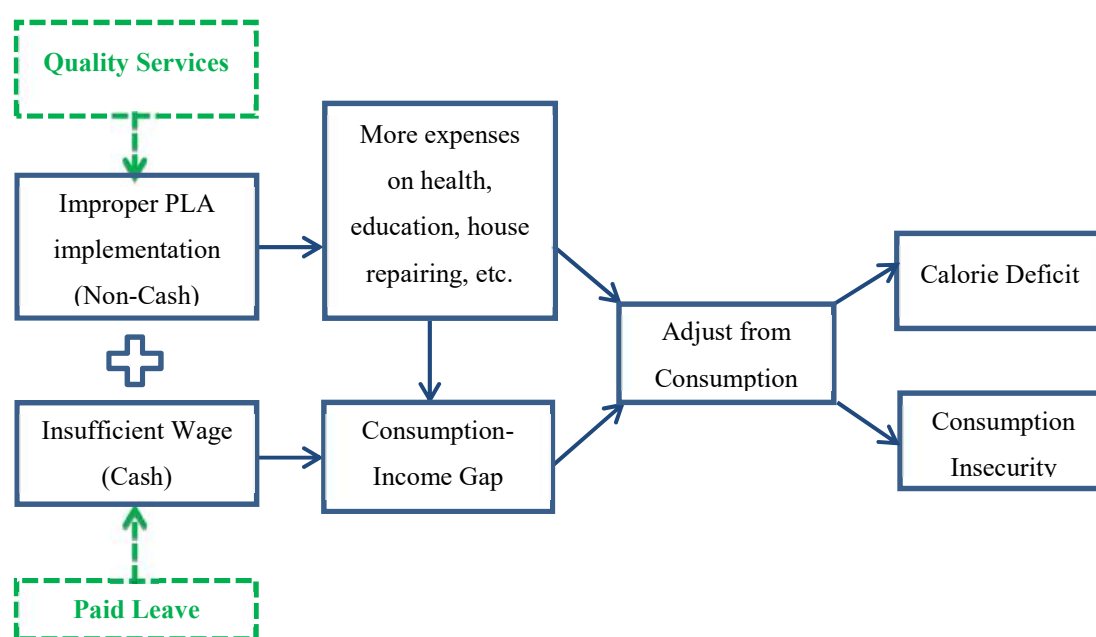 Quality Services
Improper PLA
implementation
(Non-Cash)
More expenses
on health,
education, house
repairing, etc.
Insufficient Wage
(Cash)
Consumption-
Income Gap
Adjust from
Consumption
Calorie Deficit
Consumption
Insecurity
Paid Leave